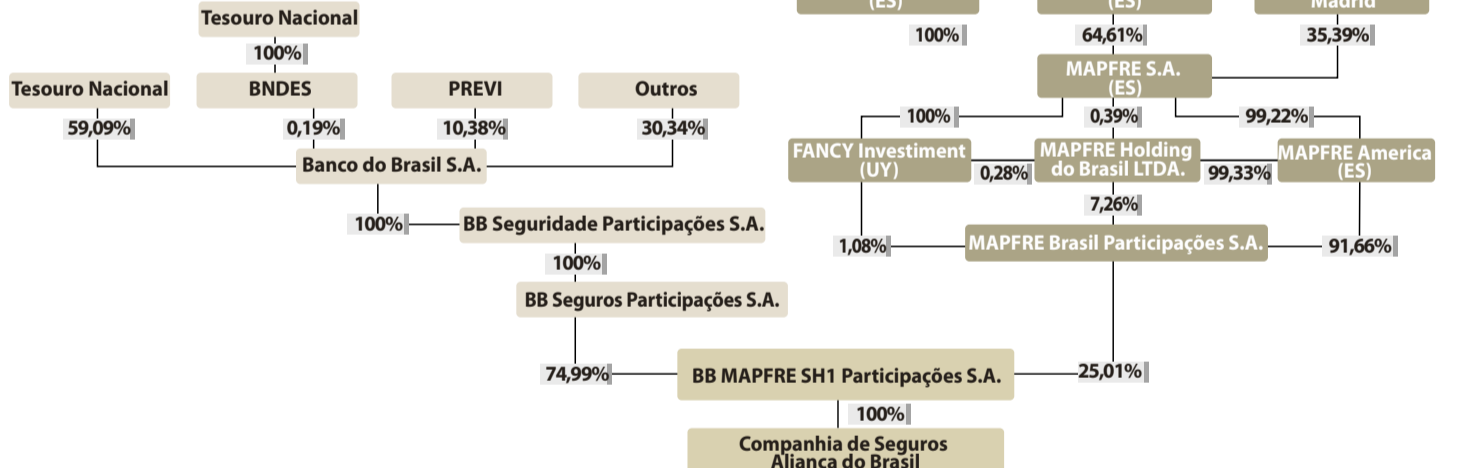 Tesouro Nacional
100%
Tesouro Nacional
BNDES
PREVI
Outros
59,09%
0,19%
10,38%
30,34%
Banco do Brasil S.A.
100%
BB Seguridade Participações S.A.
100%
BB Seguros Participações S.A.
74,99%
(ES)
(ES)
Madrid
100%
64,61%
35,39%
MAPFRE S.A.
(ES)
100%
0,39%
99,22%
FANCY Investiment
(UY)
0,28%
MAPFRE Holding
do Brasil LTDA.
99,33%
MAPFRE America
(ES)
7,26%
1,08%
MAPFRE Brasil Participações S.A.
91,66%
BB MAPFRE SH1 Participações S.A.
25,01%
100%
Companhia de Seguros
Aliança do Brasil